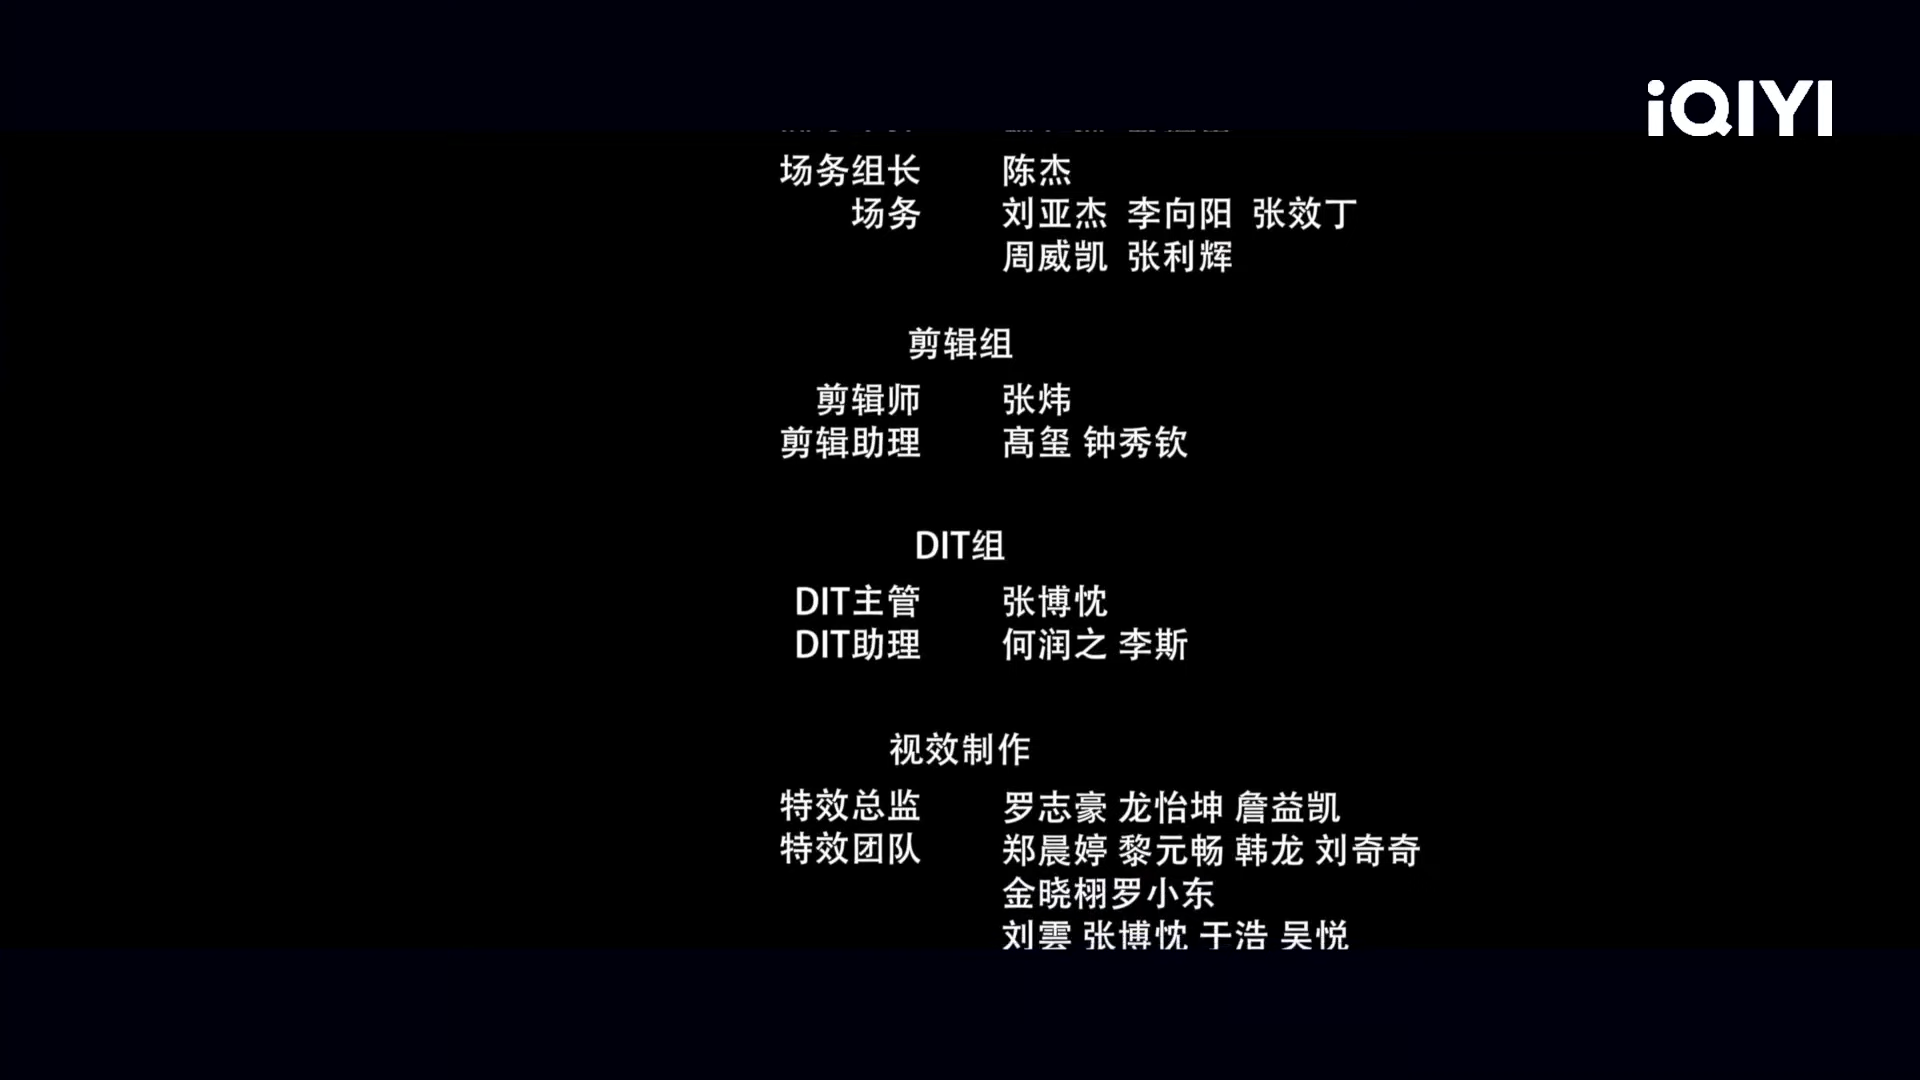 iQIYI
场务组长 陈杰
场务 刘亚杰 李向阳 张效丁
周威凯 张利辉
剪辑组
剪辑师 张炜
剪辑助理 髙玺 钟秀钦
DIT组
DIT主管 张博忱
DIT助理 何润之 李斯
视效制作
特效总监 罗志豪 龙怡坤 詹益凯
特效团队 郑晨婷 黎元畅 韩龙 刘奇奇
金晓栩罗小东
刘雲 张博忱 于浩 吴悦